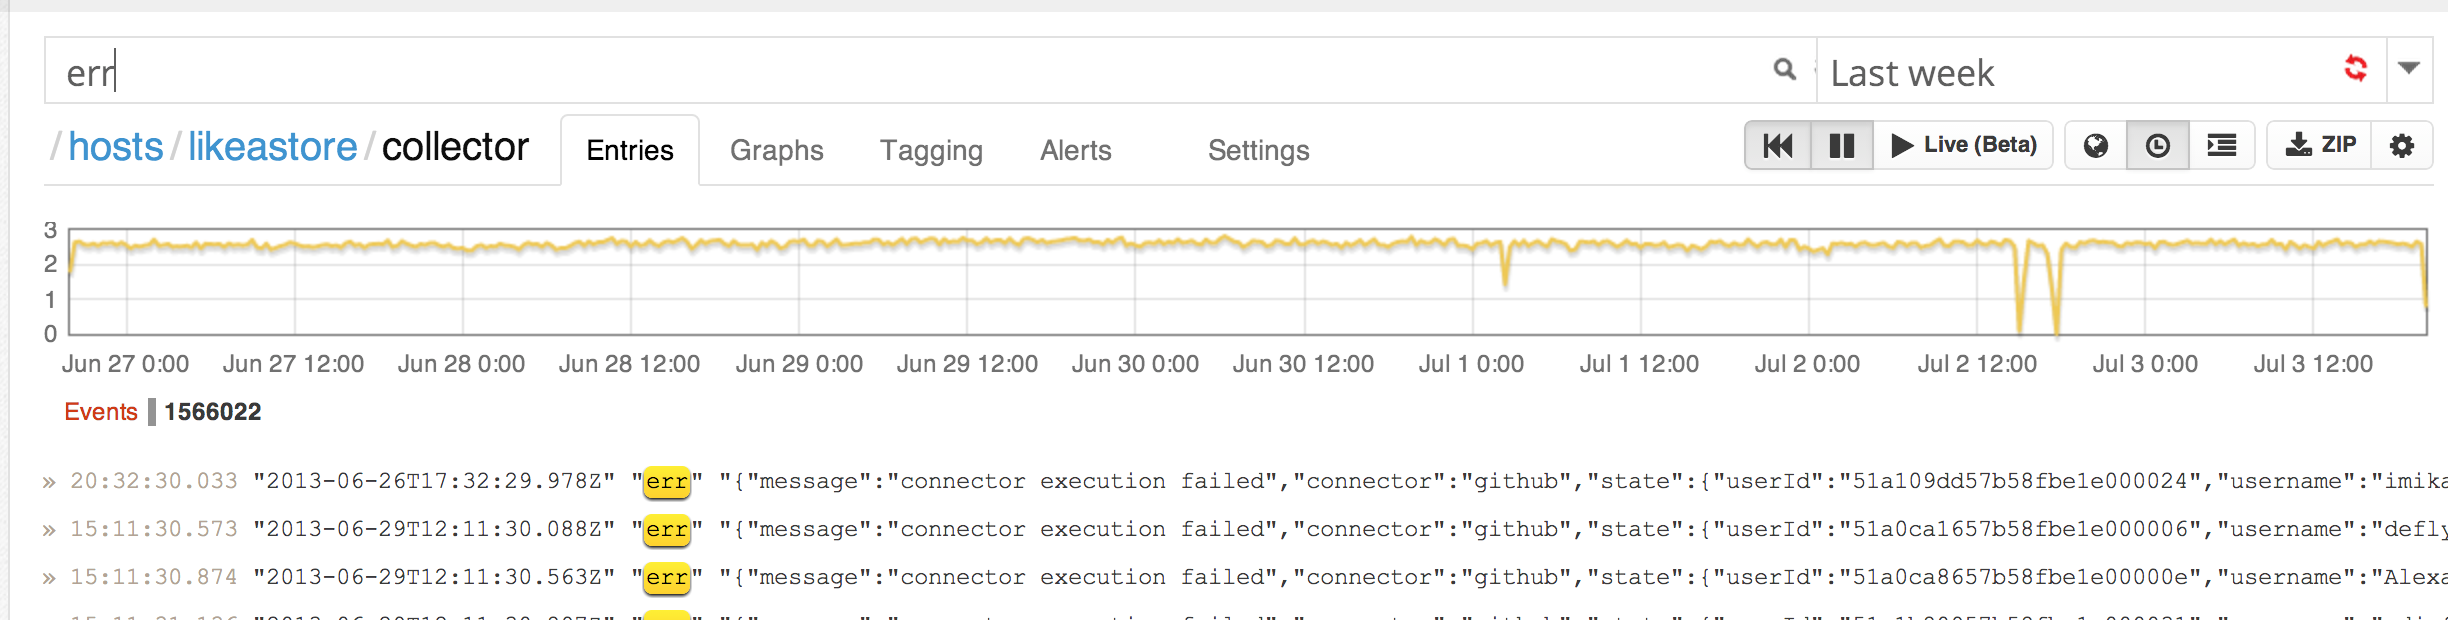 err Last week
/hosts/likeastore/collector Entries Graphs Tagging Alerts Settings Live (Beta) ZIP
3
2
1
0
Jun 27 0:00 Jun 27 12:00 Jun 28 0:00 Jun 28 12:00 Jun 29 0:00 Jun 29 12:00 Jun 30 0:00 Jun 30 12:00 Jul 1 0:00 Jul 1 12:00 Jul 2 0:00 Jul 2 12:00 Jul 3 0:00 Jul 3 12:00
Events 1566022
» 20:32:30.033 "2013-06-26T17:32:29.978Z" "err" "{"message":"connector execution failed","connector":"github","state":{"userId":"51a109dd57b58fbe1e000024","username":"imika
» 15:11:30.573 "2013-06-29T12:11:30.088Z" "err" "{"message":"connector execution failed","connector":"github","state":{"userId":"51a0ca1657b58fbe1e000006","username":"defly
» 15:11:30.874 "2013-06-29T12:11:30.563Z" "err" "{"message":"connector execution failed","connector":"github","state":{"userId":"51a0ca8657b58fbe1e00000e","username":"Alexa